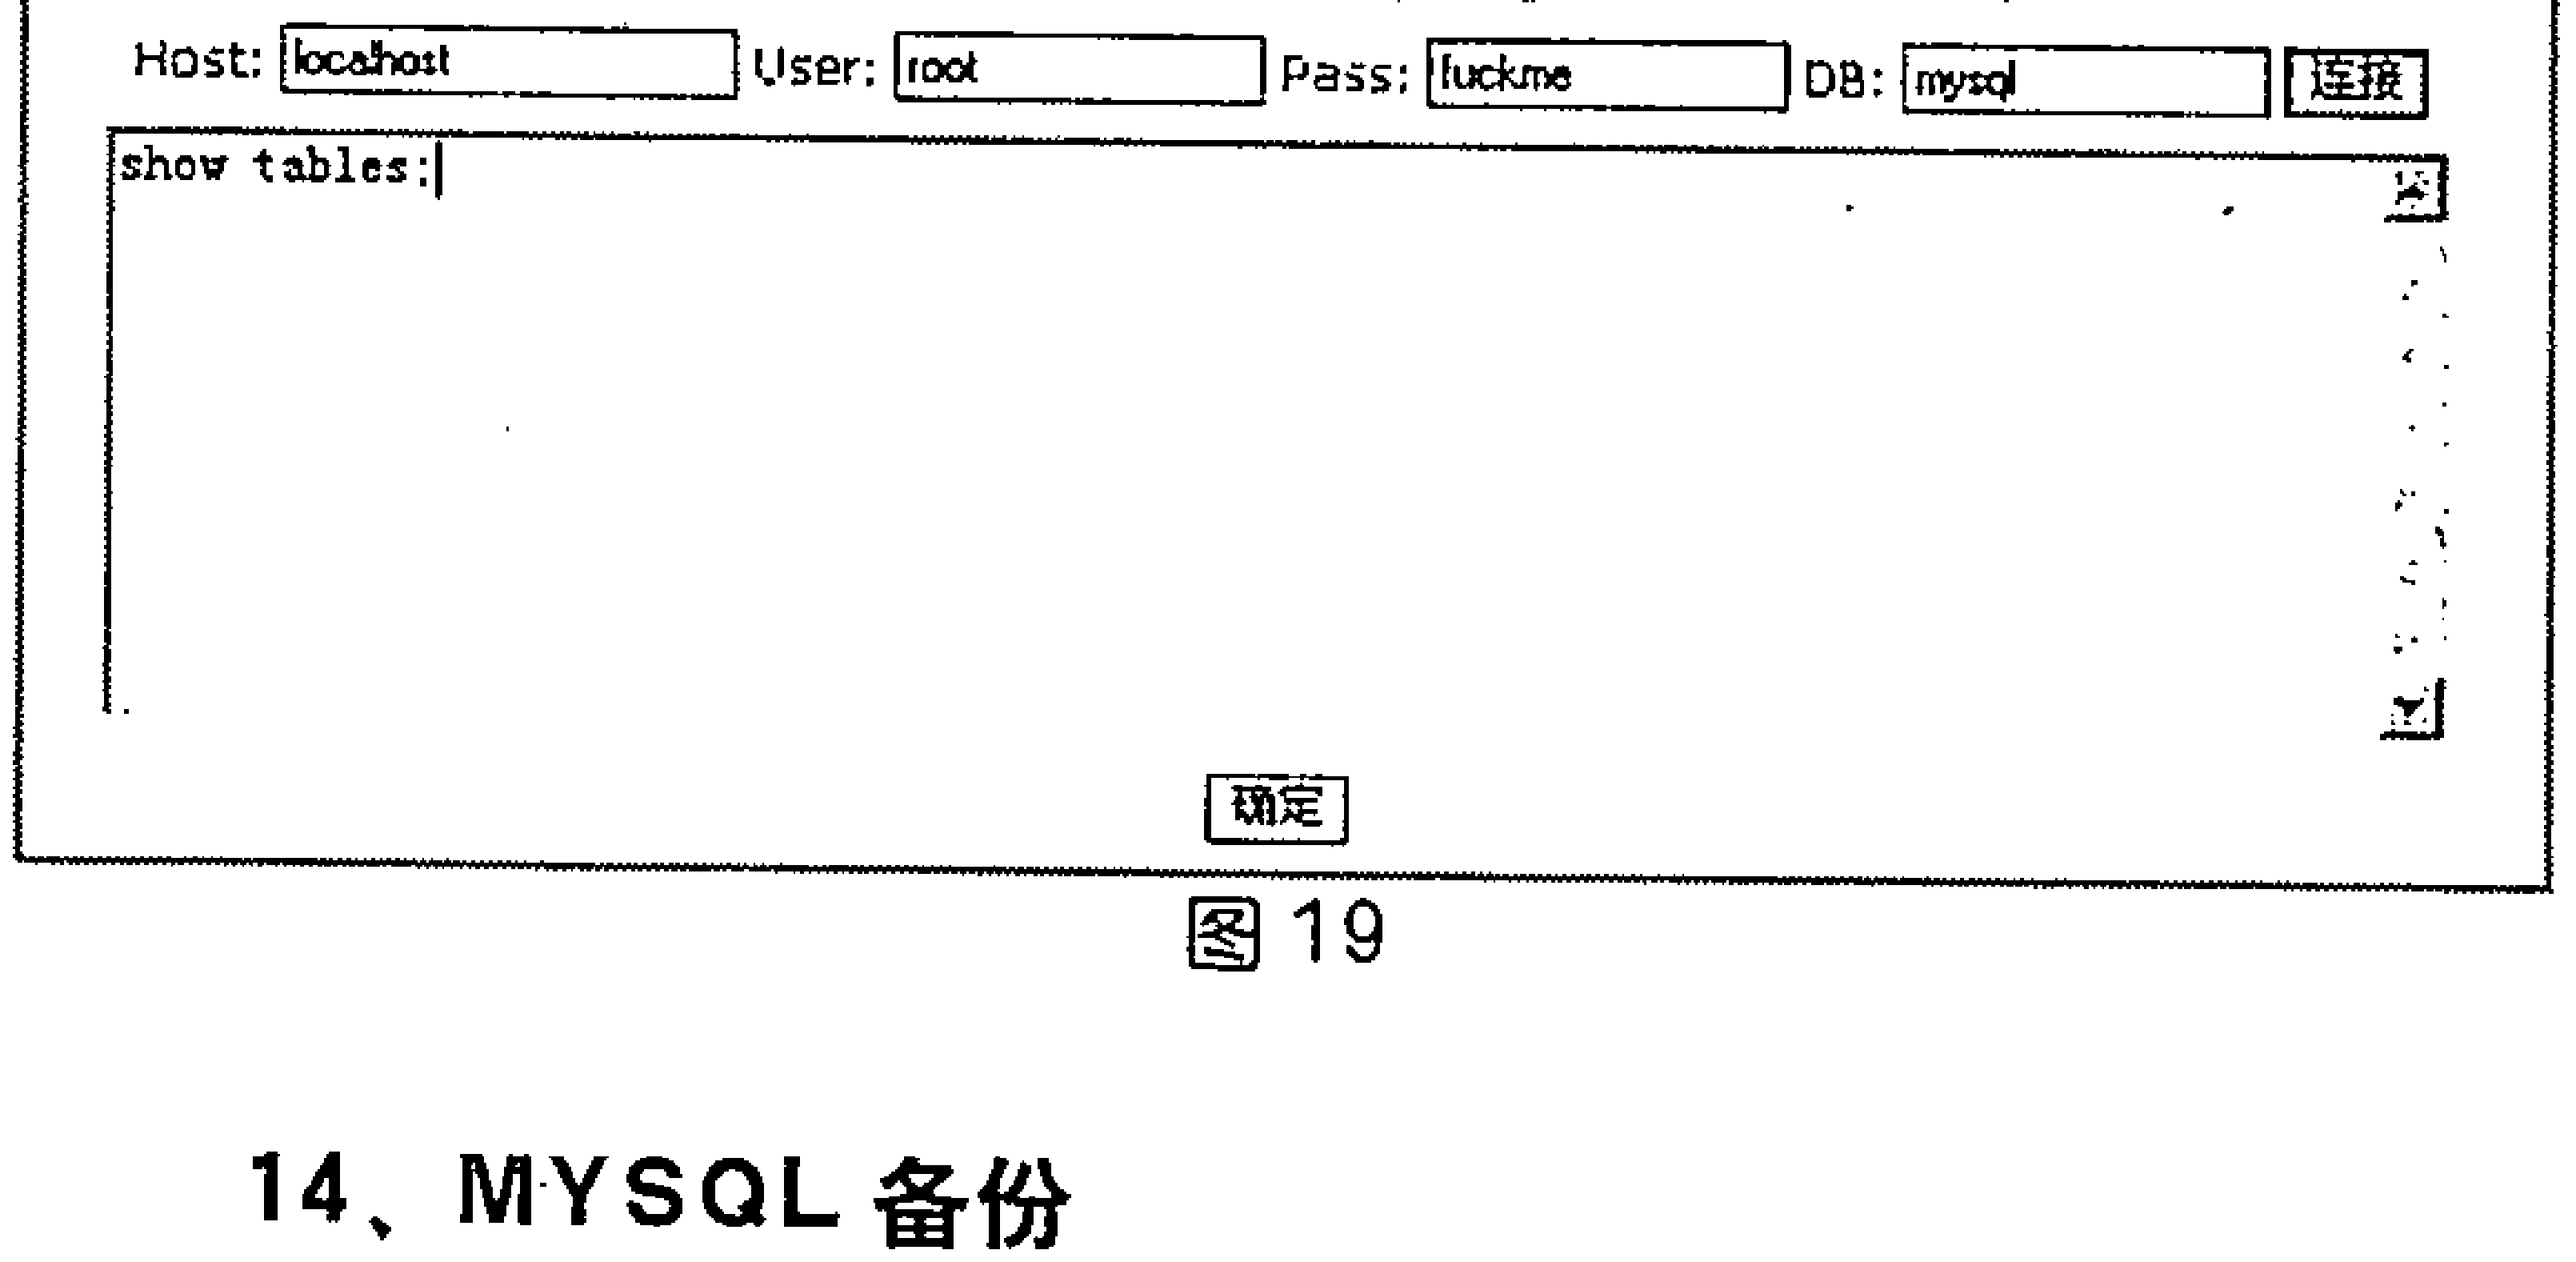 Host: localhost User: root Pass: fuckme DB: mysql 连接
show tables;
确定
图 19
14、MYSQL 备份